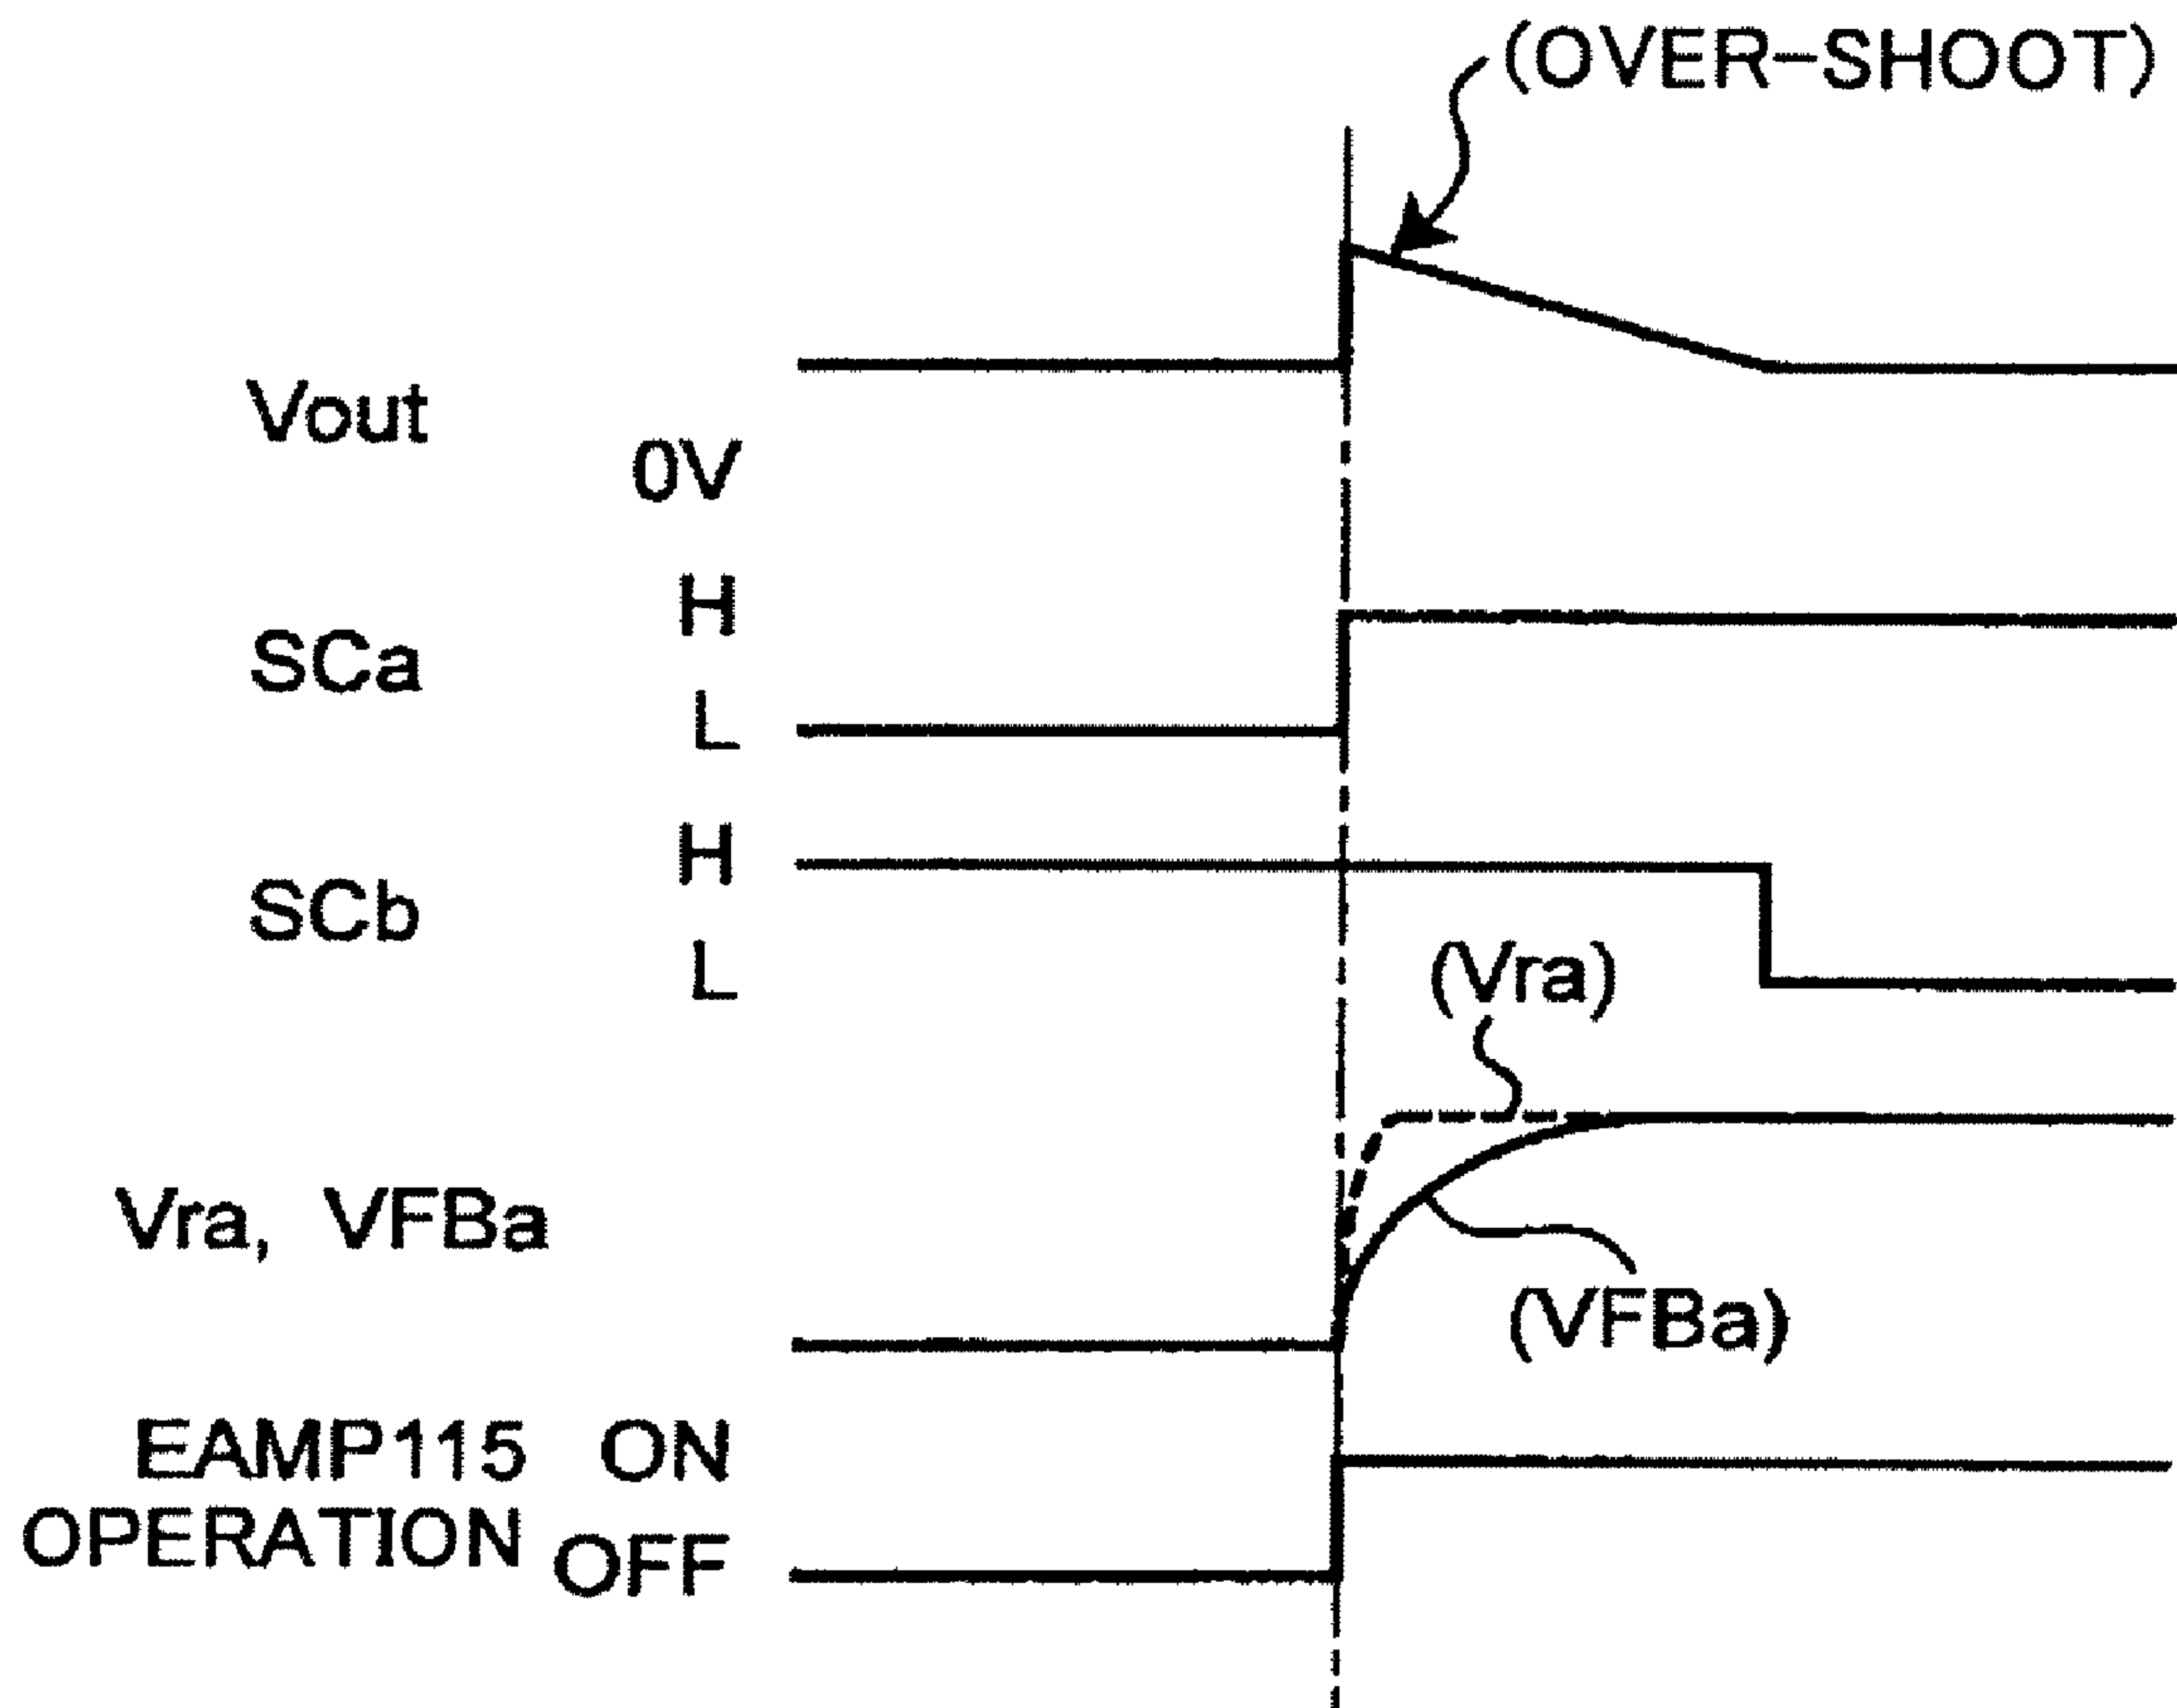 (OVER-SHOOT)
Vout
0V
H
SCa
L
H
SCb
L
(Vra)
Vra, VFBa
(VFBa)
EAMP115 ON
OPERATION OFF